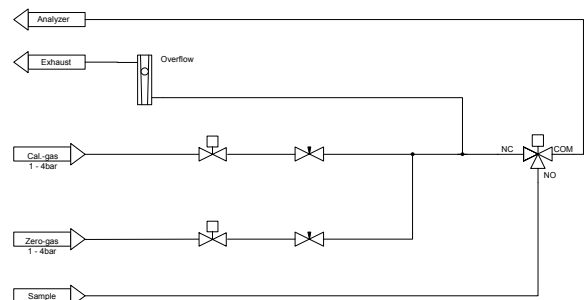 Analyzer
Exhaust
Overflow
Cal.-gas
1 - 4bar
NC
COM
NO
Zero-gas
1 - 4bar
Sample